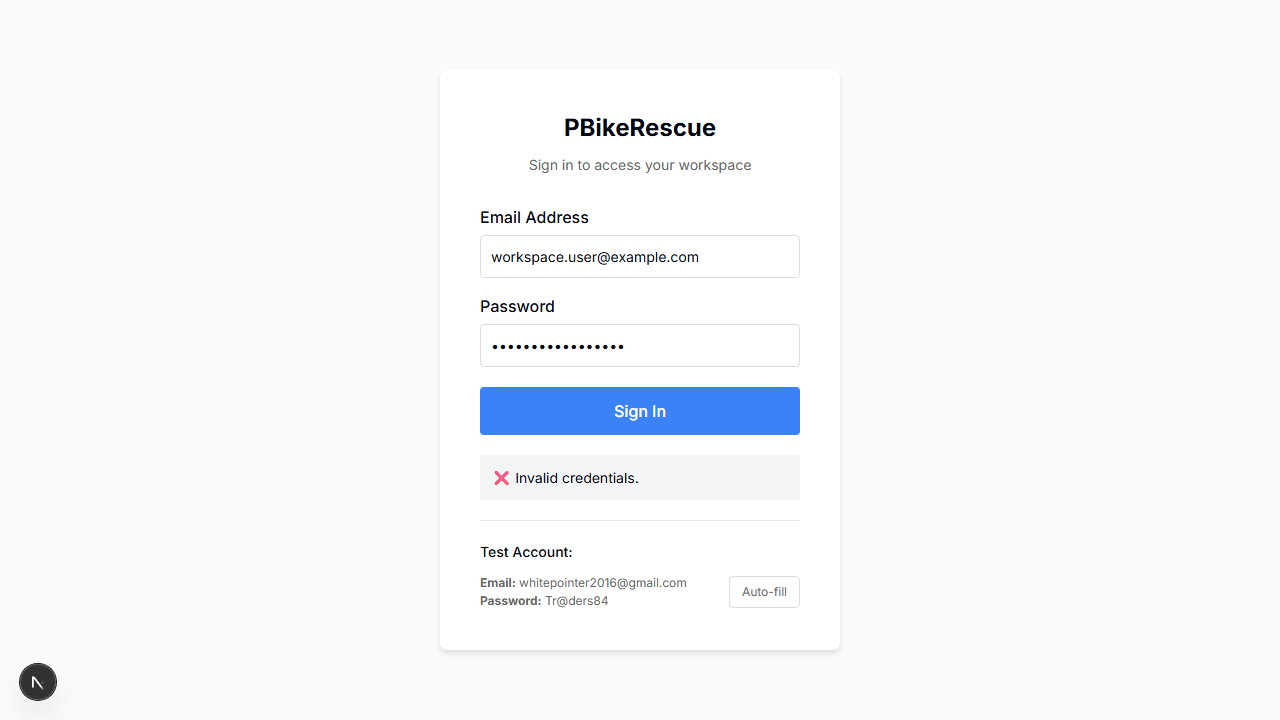 PBikeRescue
Sign in to access your workspace
Email Address
workspace.user@example.com
Password
•••••••••••••••••
Sign In
❌ Invalid credentials.
Test Account:
Email: whitepointer2016@gmail.com
Password: Tr@ders84
Auto-fill